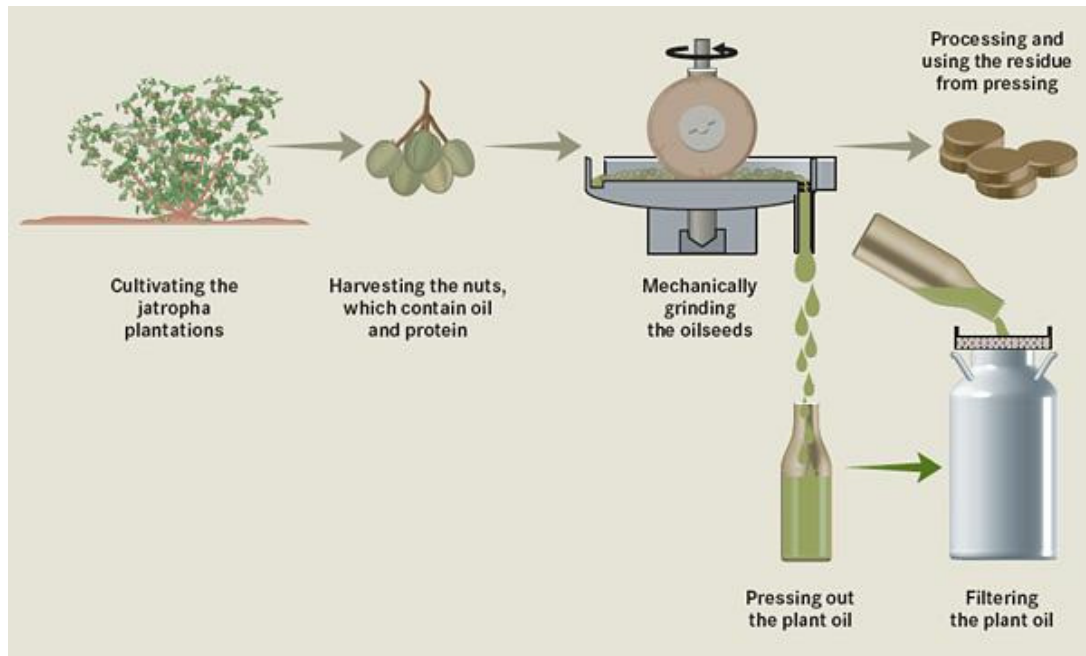 Processing and
using the residue
from pressing
Cultivating the
jatropha
plantations
Harvesting the nuts,
which contain oil
and protein
Mechanically
grinding
the oilseeds
Pressing out
the plant oil
Filtering
the plant oil